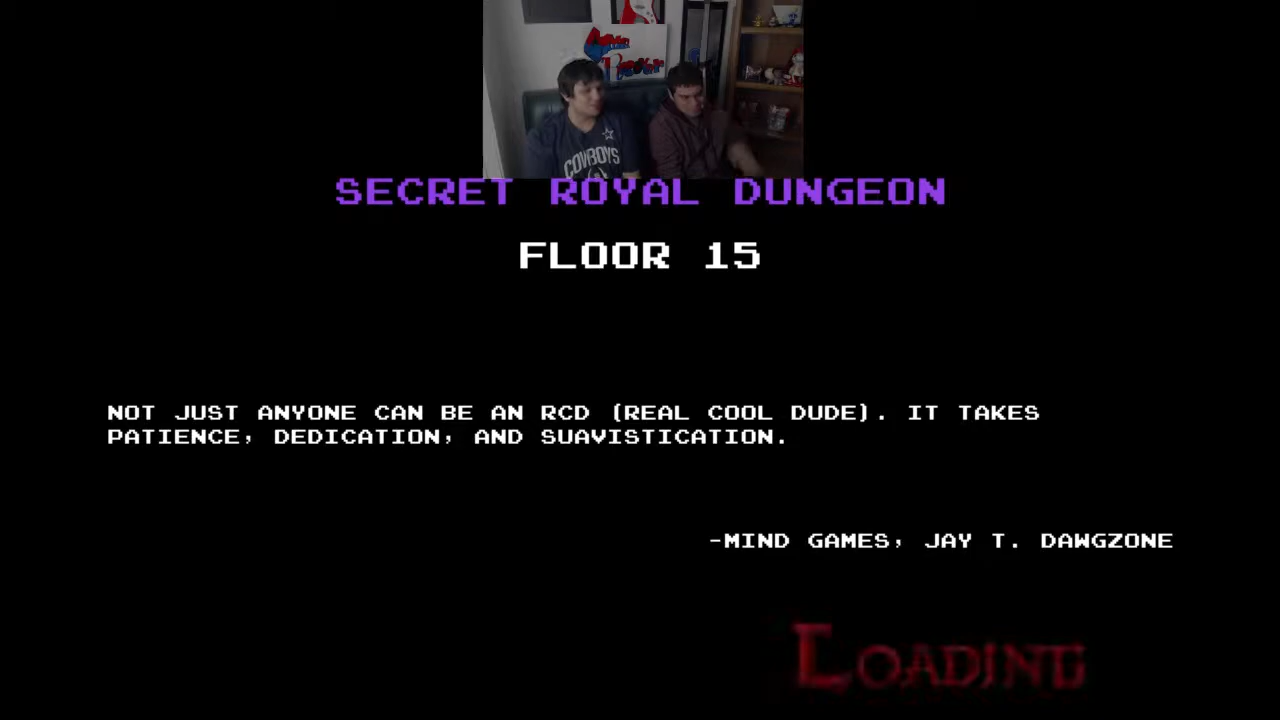 COWBOYS
SECRET ROYAL DUNGEON
FLOOR 15
NOT JUST ANYONE CAN BE AN RCD (REAL COOL DUDE). IT TAKES
PATIENCE, DEDICATION, AND SUAVISTICATION.
-MIND GAMES, JAY T. DAWGZONE
LOADING